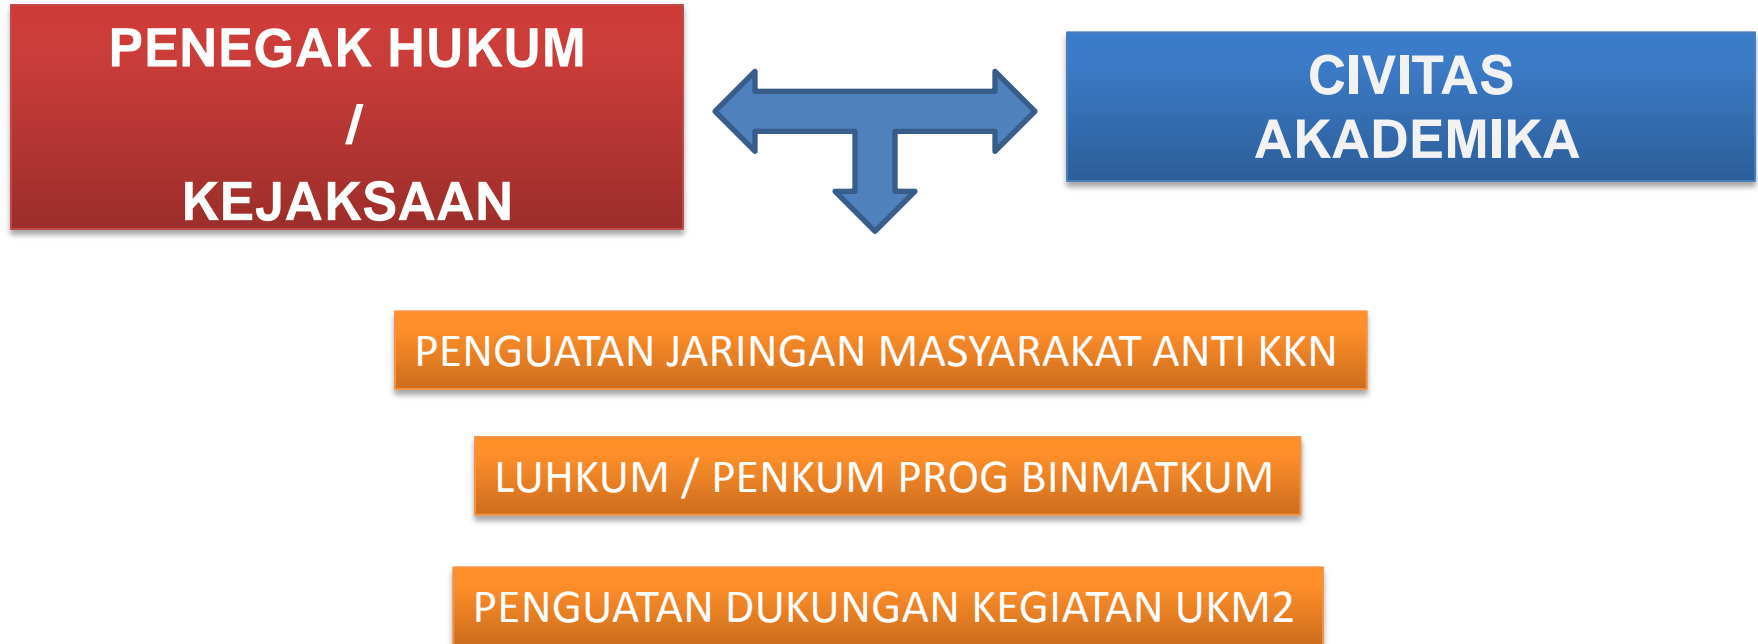 PENEGAK HUKUM
/
KEJAKSAAN
CIVITAS
AKADEMIKA
PENGUATAN JARINGAN MASYARAKAT ANTI KKN
LUHKUM / PENKUM PROG BINMATKUM
PENGUATAN DUKUNGAN KEGIATAN UKM2